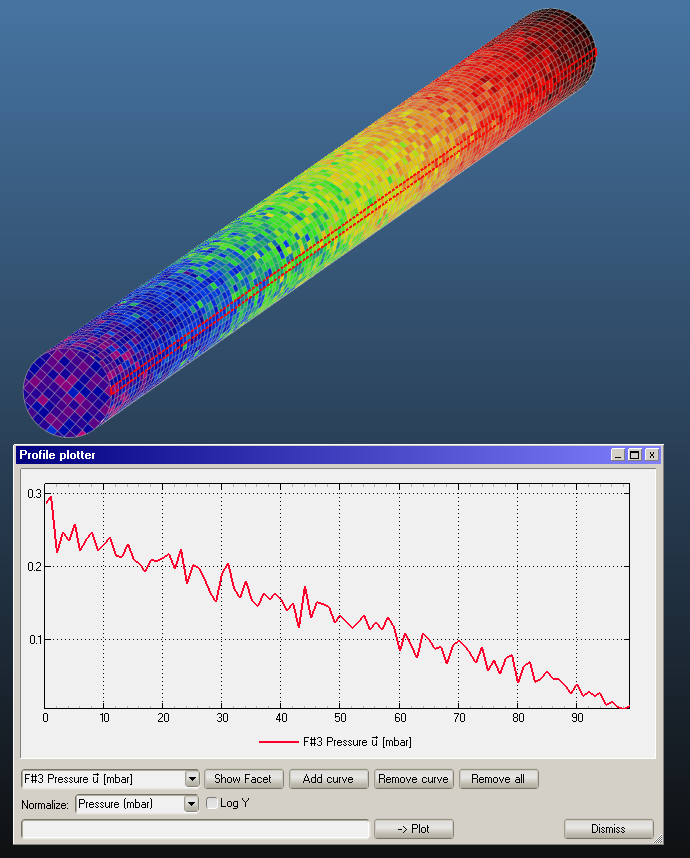 Profile plotter
0.3
0.2
0.1
0 10 20 30 40 50 60 70 80 90
F#3 Pressure u⃗ [mbar]
F#3 Pressure u⃗ [mbar] Show Facet Add curve Remove curve Remove all
Normalize: Pressure (mbar) Log Y
-> Plot Dismiss